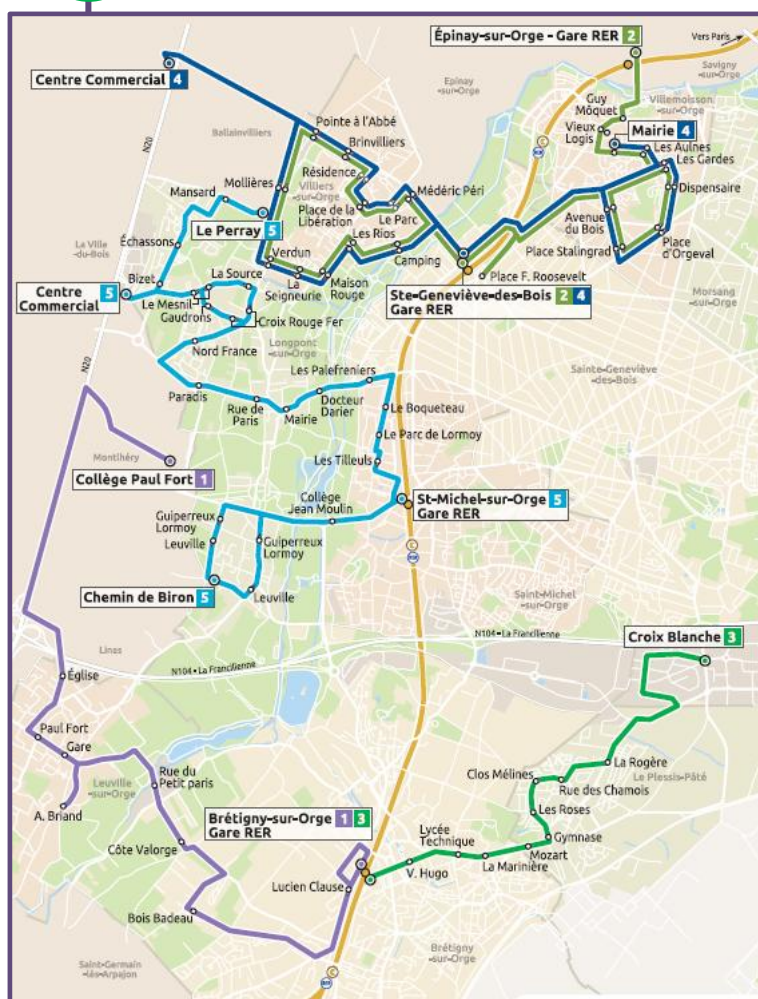 Vers Paris
Épinay-sur-Orge - Gare RER 2
Savigny
-sur-Orge
Centre Commercial 4
Epinay
-sur-Orge
Guy
Môquet
Villemoisson
-sur-Orge
Vieux
Logis
Mairie 4
Pointe à l'Abbé
Ballainvilliers
Brinvilliers
Les Aulnes
Les Gardes
N20
C
RER
Résidence
Mollières
Villiers
-sur-Orge
Médéric Péri
Dispensaire
Mansard
Place de la
Libération
Le Parc
Avenue
du Bois
Le Perray 5
Les Rios
Place
d'Orgeval
La Ville
-du-Bois
Échassons
Verdun
Camping
Place Stalingrad
Place F. Roosevelt
La Source
La
Seigneurie
Maison
Rouge
Bizet
Centre
Commercial 5
Le Mesnil
Gaudrons
Ste-Geneviève-des-Bois 2 4
Gare RER
Morsang
-sur-Orge
Croix Rouge Fer
Nord France
Longpont
-sur-Orge
N20
Les Palefreniers
Sainte-Geneviève
-des-Bois
Paradis
Rue de
Paris
Mairie
Docteur
Darier
Le Boqueteau
Le Parc de Lormoy
Montlhéry
Les Tilleuls
Collège Paul Fort 1
St-Michel-sur-Orge 5
Gare RER
Collège
Jean Moulin
Guiperreux
Lormoy
Leuville
Guiperreux
Lormoy
C
RER
Chemin de Biron 5
Leuville
Saint-Michel
-sur-Orge
N104 - La Francilienne
Croix Blanche 3
Linas
N104 - La Francilienne
Église
Paul Fort
Gare
La Rogère
Clos Mélines
Le Plessis-Pâté
Rue du
Petit paris
Leuville
-sur-Orge
Rue des Chamois
A. Briand
Les Roses
Brétigny-sur-Orge 1 3
Gare RER
Côte Valorge
Lycée
Technique
Gymnase
Mozart
La Marinière
V. Hugo
Lucien Clause
Bois Badeau
Brétigny
-sur-Orge
Saint-Germain
-lès-Arpajon
C
RER